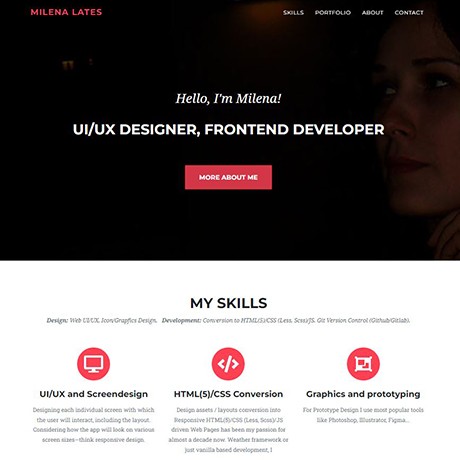 MILENA LATES
SKILLS PORTFOLIO ABOUT CONTACT
Hello, I'm Milena!
UI/UX DESIGNER, FRONTEND DEVELOPER
MORE ABOUT ME
MY SKILLS
Design: Web UI/UX, Icon/Grapfics Design. Development: Conversion to HTML(5)/CSS (Less, Scss)/JS. Git Version Control (Github/Gitlab).
UI/UX and Screendesign
Designing each individual screen with which
the user will interact, including the layout.
Considering how the app will look on various
screen sizes–think responsive design.
HTML(5)/CSS Conversion
Design assets / layouts conversion into
Responsive HTML(5)/CSS (Less, Scss)/JS
driven Web Pages has been my passion for
almost a decade now. Weather framework or
just vanilla based development, I
Graphics and prototyping
For Prototype Design I use most popular tools
like Photoshop, Illustrator, Figma...